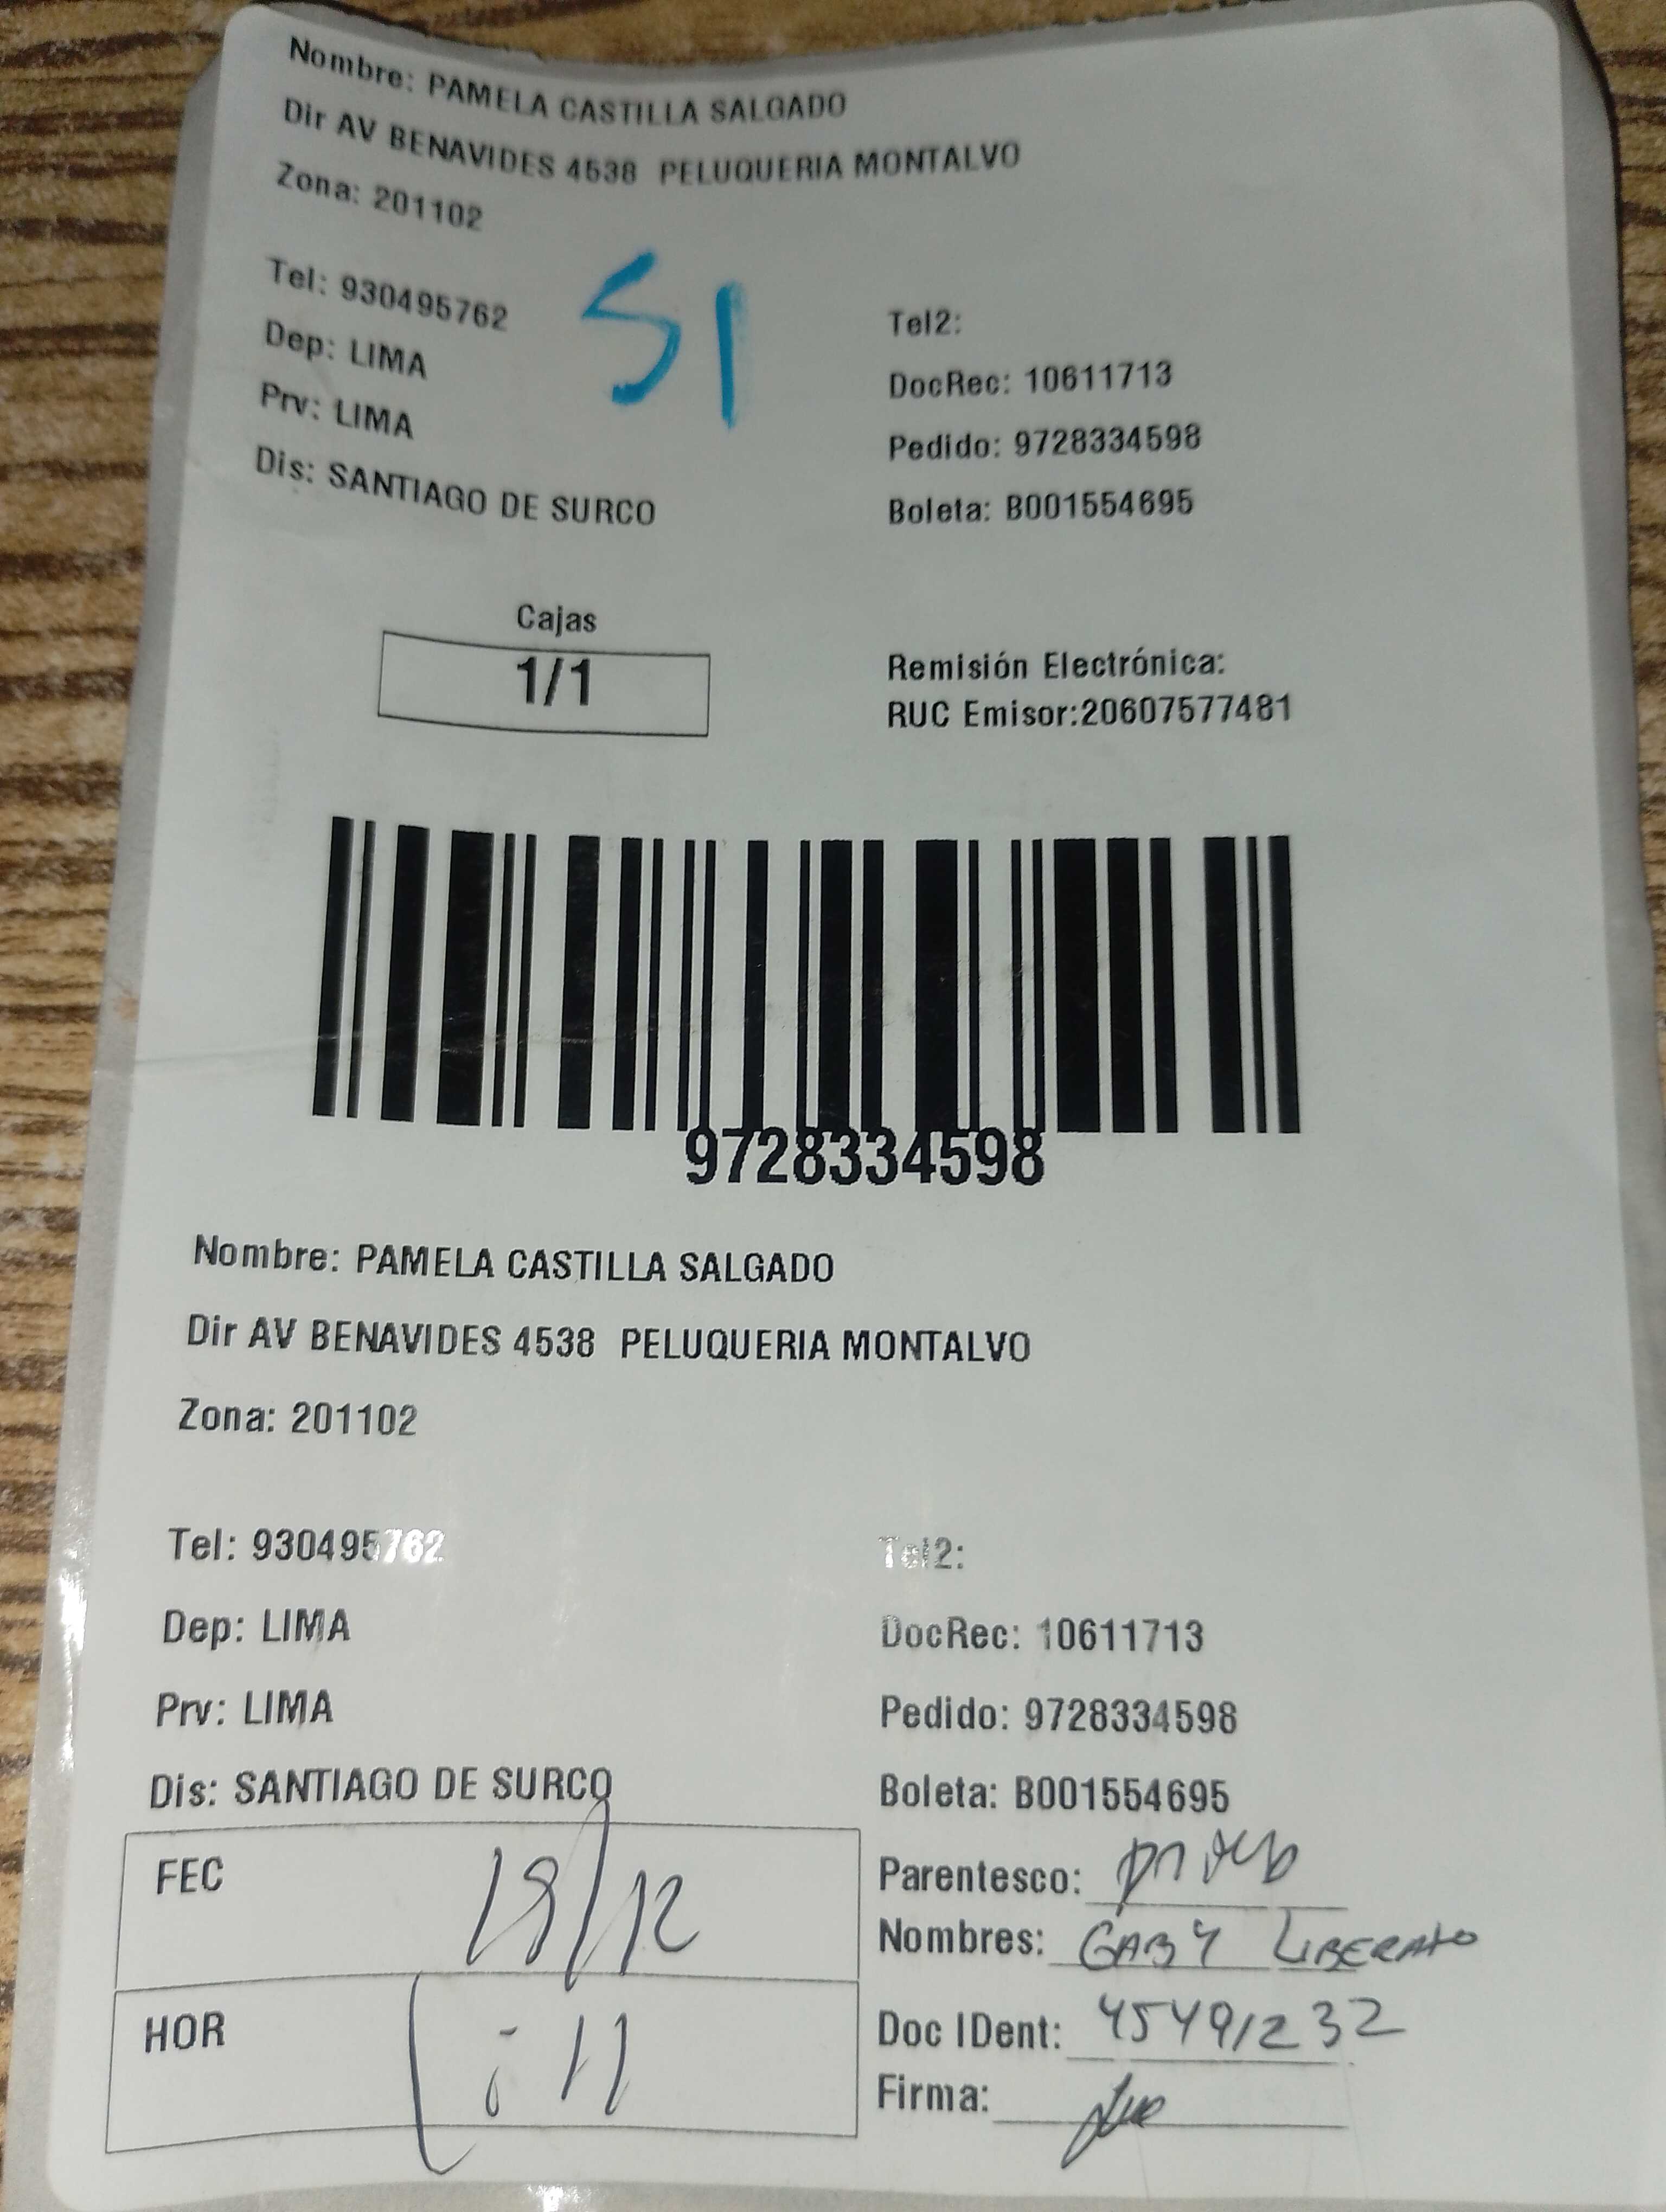 Nombre: PAMELA CASTILLA SALGADO
Dir AV BENAVIDES 4538 PELUQUERIA MONTALVO
Zona: 201102
SI
Tel: 930495762
Tel2:
Dep: LIMA
DocRec: 10611713
Prv: LIMA
Pedido: 9728334598
Dis: SANTIAGO DE SURCO
Boleta: B001554695
Cajas
1/1
Remisión Electrónica:
RUC Emisor:20607577481
9728334598
Nombre: PAMELA CASTILLA SALGADO
Dir AV BENAVIDES 4538 PELUQUERIA MONTALVO
Zona: 201102
Tel: 930495762
Tel2:
Dep: LIMA
DocRec: 10611713
Prv: LIMA
Pedido: 9728334598
Dis: SANTIAGO DE SURCO
Boleta: B001554695
FEC 18/12
Parentesco:
Nombres: GABY LIBERATO
HOR
Doc IDent: 45491232
Firma: